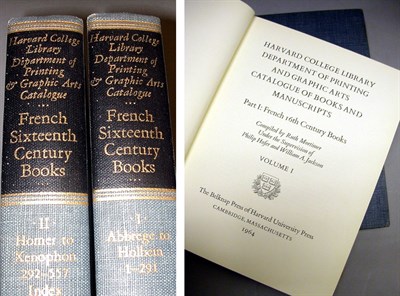 Harvard College
Library
Department of
Printing
& Graphic Arts
Catalogue
French
Sixteenth
Century
Books
II
Homer to
Xenophon
292-557
Index
Harvard College
Library
Department of
Printing
& Graphic Arts
Catalogue
French
Sixteenth
Century
Books
I
Abbregé to
Holbein
1-291
HARVARD COLLEGE LIBRARY
DEPARTMENT OF PRINTING
AND GRAPHIC ARTS
CATALOGUE OF BOOKS AND
MANUSCRIPTS
Part I: French 16th Century Books
Compiled by Ruth Mortimer
Under the Supervision of
Philip Hofer and William A. Jackson
VOLUME I
The Belknap Press of Harvard University Press
CAMBRIDGE, MASSACHUSETTS
1964